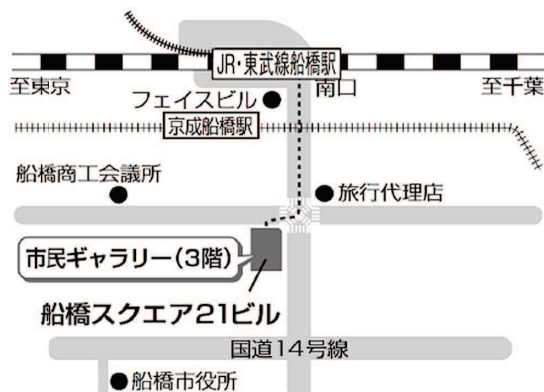 JR・東武線船橋駅
至東京
南口
至千葉
フェイスビル
京成船橋駅
船橋商工会議所
旅行代理店
市民ギャラリー(3階)
船橋スクエア21ビル
国道14号線
船橋市役所